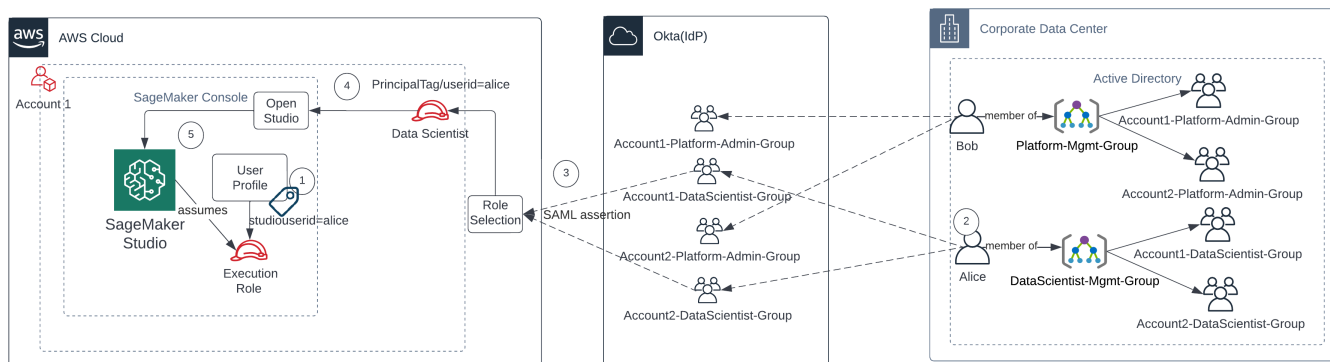 aws
AWS Cloud
Okta(IdP)
Corporate Data Center
Account 1
SageMaker Console
Open
Studio
4
PrincipalTag/userid=alice
Data Scientist
5
User
Profile
1
studiouserid=alice
SageMaker
Studio
assumes
Execution
Role
Role
Selection
3
SAML assertion
Account1-Platform-Admin-Group
Account1-DataScientist-Group
Account2-Platform-Admin-Group
Account2-DataScientist-Group
Active Directory
Bob
member of
Platform-Mgmt-Group
Account1-Platform-Admin-Group
Account2-Platform-Admin-Group
2
Alice
member of
DataScientist-Mgmt-Group
Account1-DataScientist-Group
Account2-DataScientist-Group